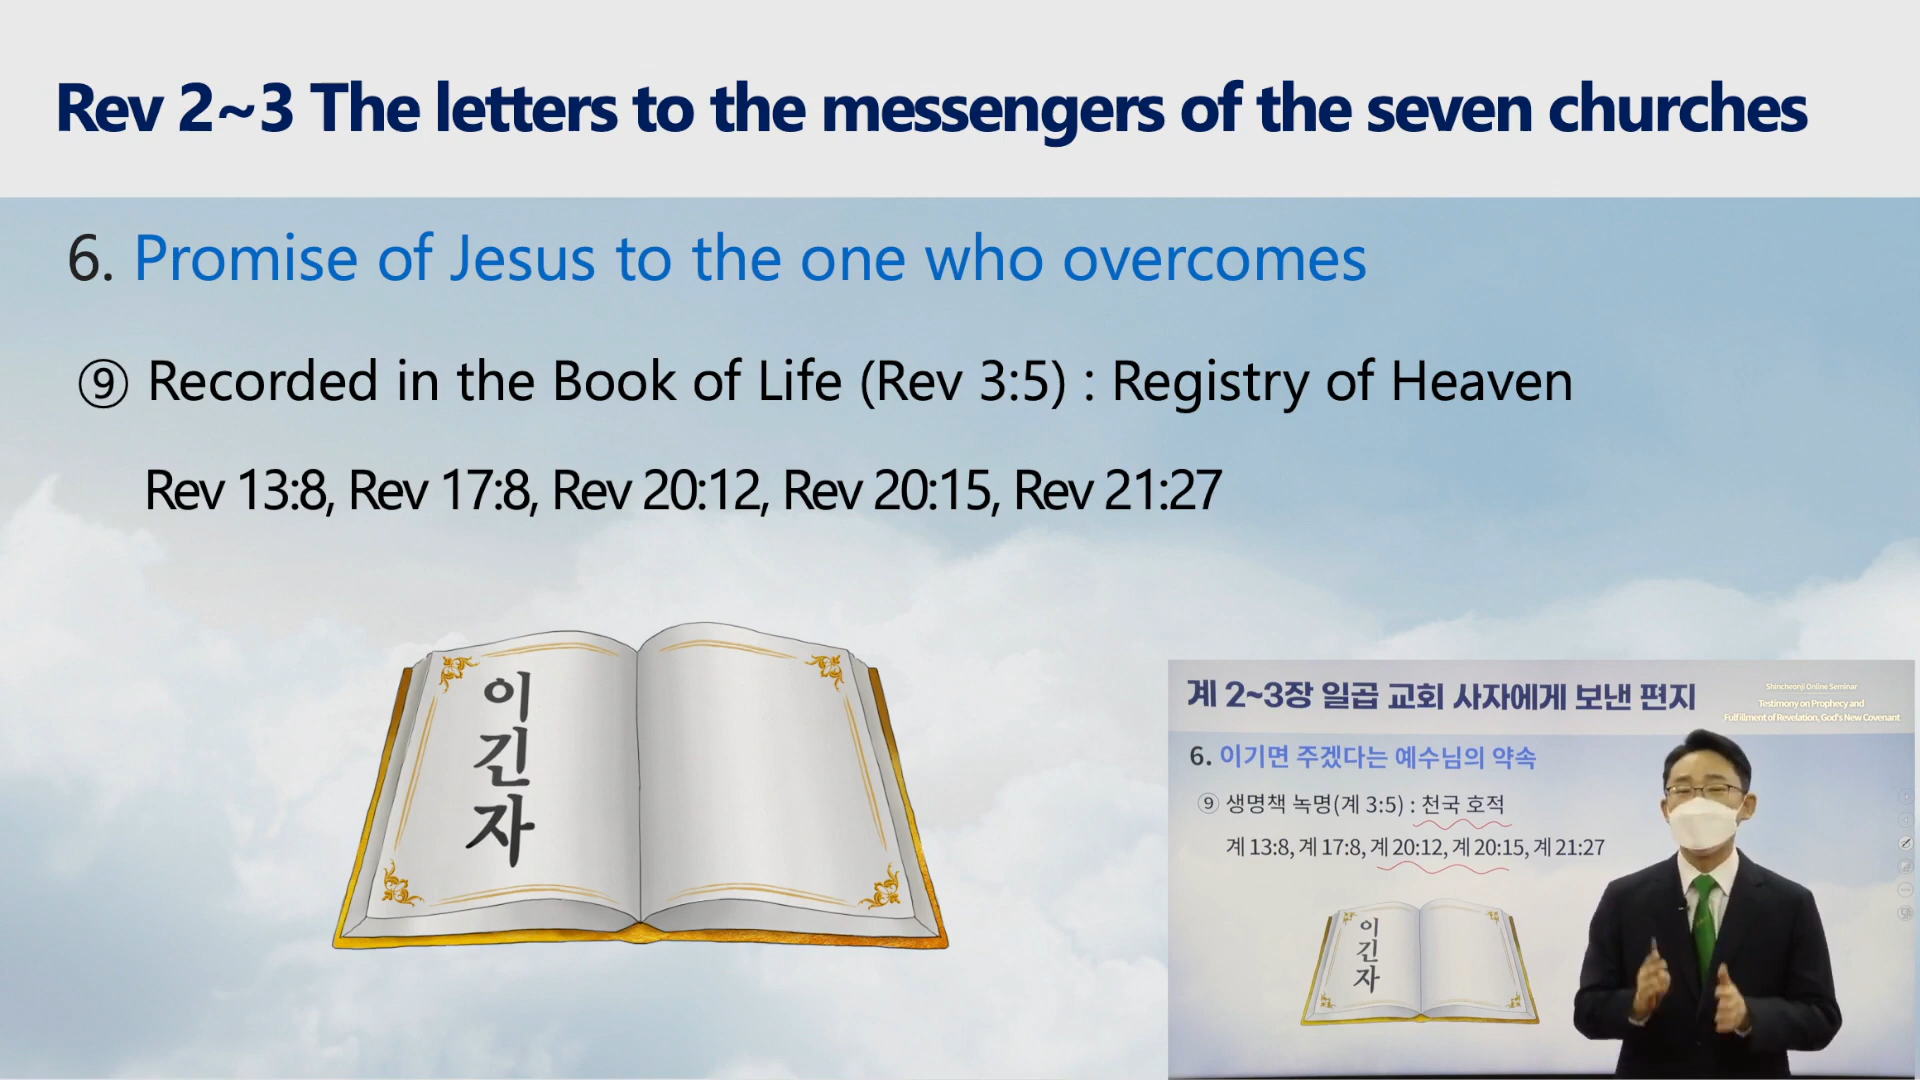 Rev 2~3 The letters to the messengers of the seven churches
6. Promise of Jesus to the one who overcomes
⑨ Recorded in the Book of Life (Rev 3:5) : Registry of Heaven
Rev 13:8, Rev 17:8, Rev 20:12, Rev 20:15, Rev 21:27
이
긴
자
계 2~3장 일곱 교회 사자에게 보낸 편지
Shincheonji Online Seminar
Testimony on Prophecy and
Fulfillment of Revelation, God's New Covenant
6. 이기면 주겠다는 예수님의 약속
⑨ 생명책 녹명(계 3:5) : 천국 호적
계 13:8, 계 17:8, 계 20:12, 계 20:15, 계 21:27
이
긴
자